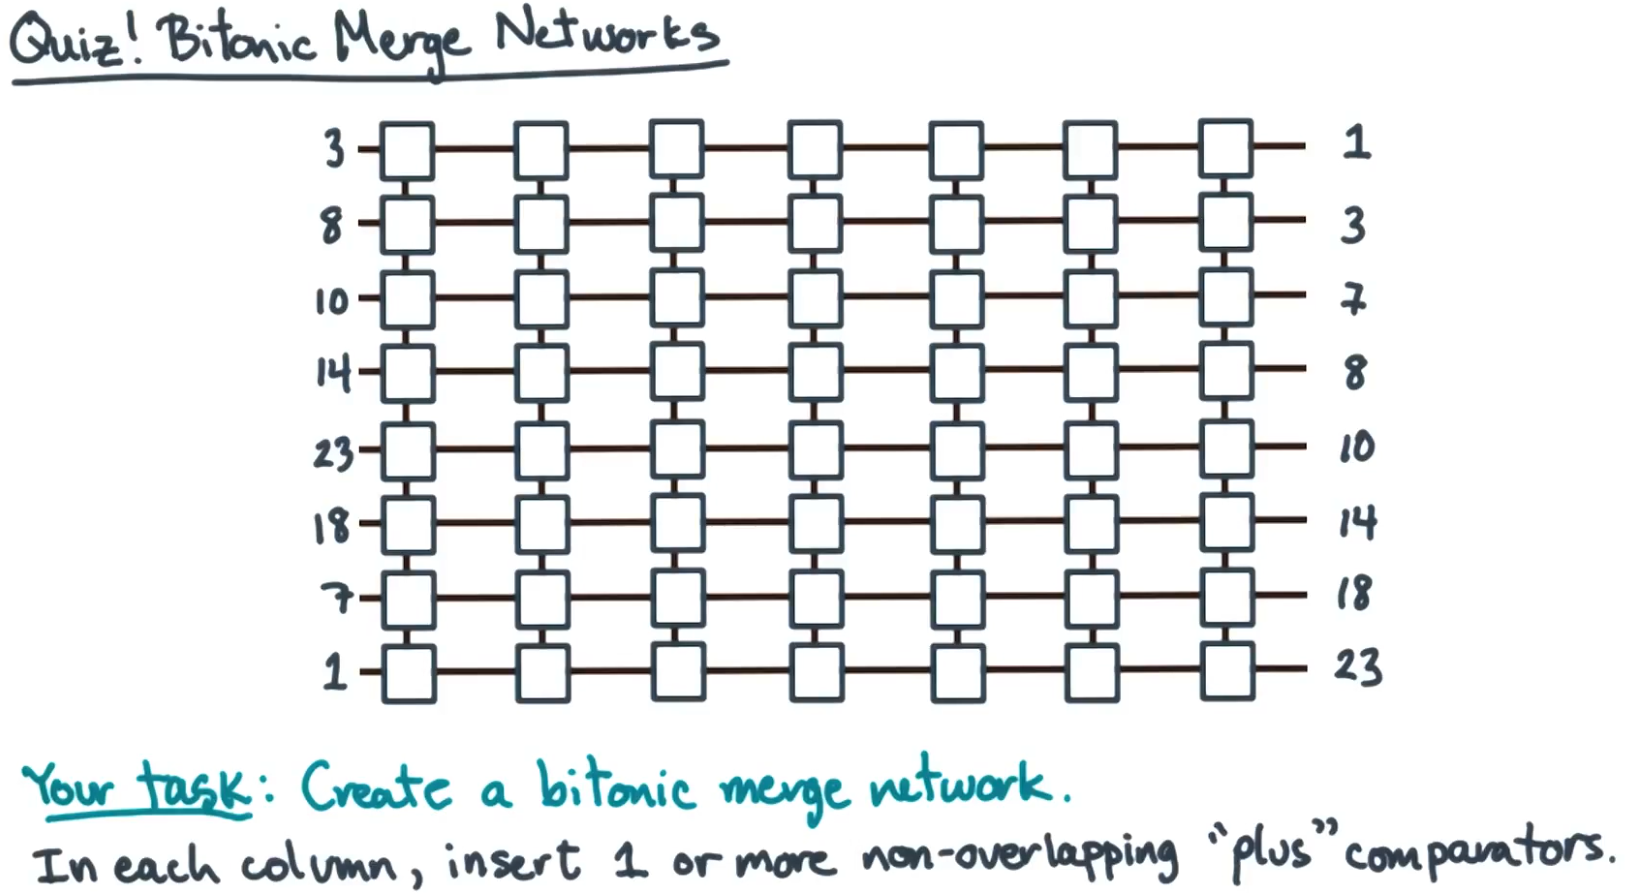 Quiz! Bitonic Merge Networks
3 1
8 3
10 7
14 8
23 10
18 14
7 18
1 23
Your task: Create a bitonic merge network.
In each column, insert 1 or more non-overlapping "plus" comparators.